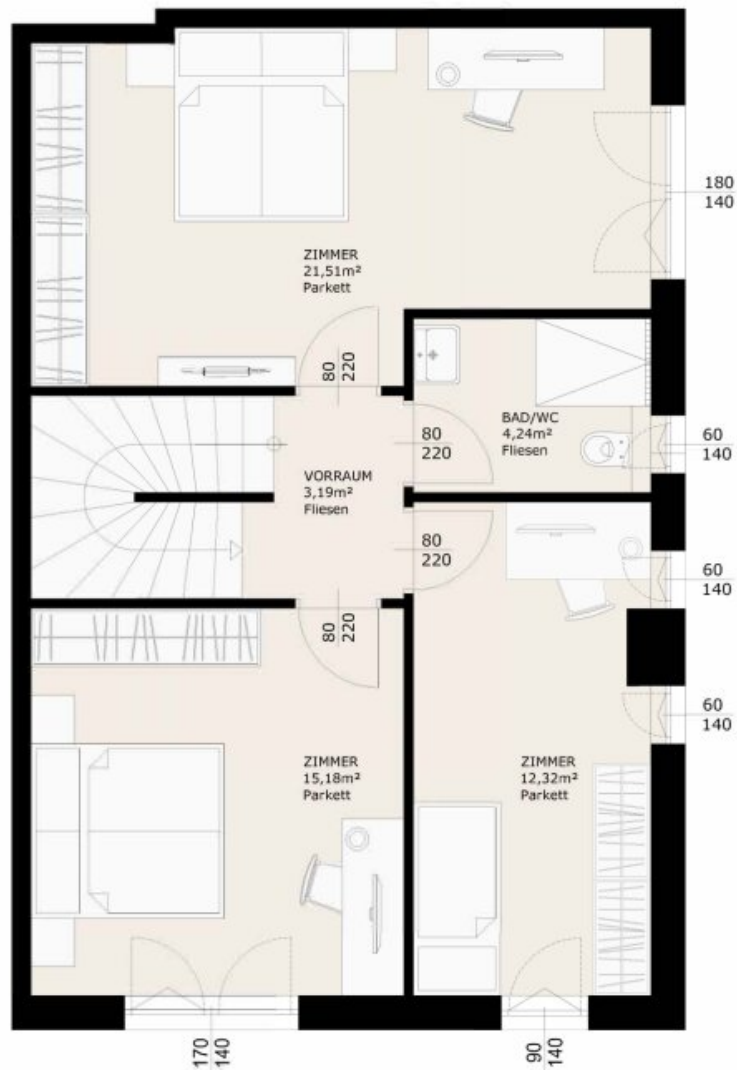 180
140
ZIMMER
21,51m²
Parkett
80
220
BAD/WC
4,24m²
Fliesen
60
140
80
220
VORRAUM
3,19m²
Fliesen
80
220
60
140
80
220
60
140
ZIMMER
15,18m²
Parkett
ZIMMER
12,32m²
Parkett
170
140
90
140